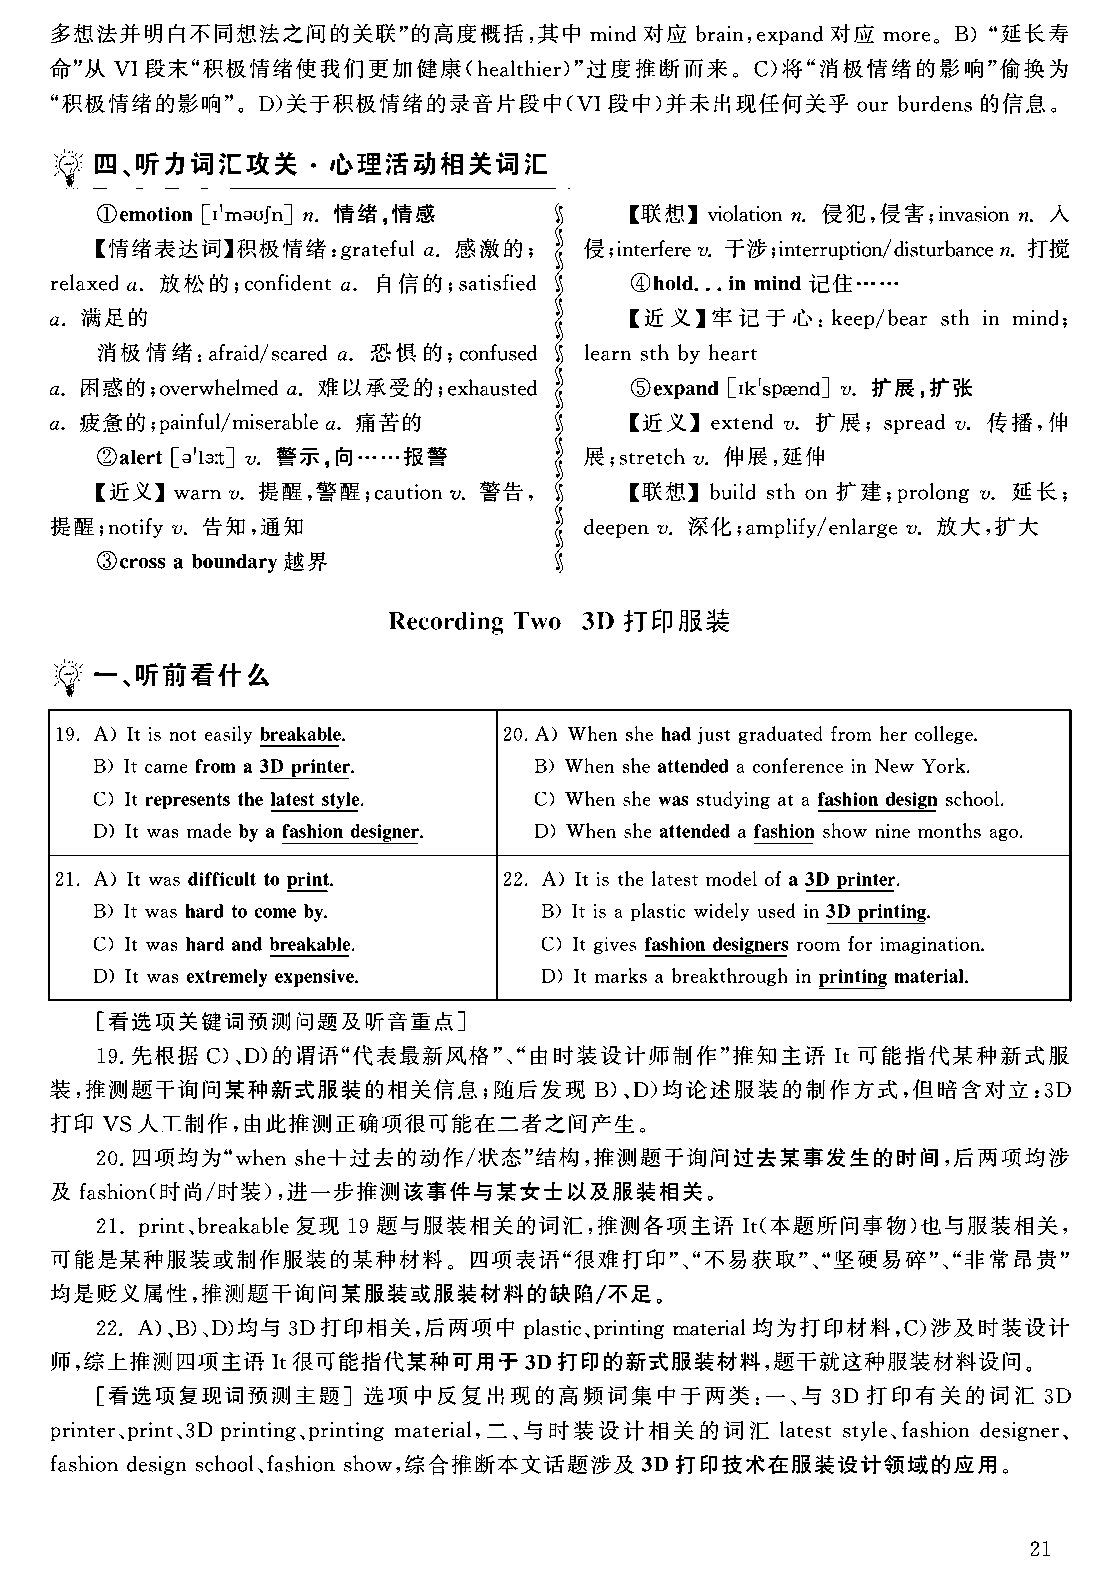 多想法并明白不同想法之间的关联”的高度概括,其中 mind 对应 brain,expand 对应 more。B) “延长寿
命”从 VI 段末“积极情绪使我们更加健康(healthier)”过度推断而来。C)将“消极情绪的影响”偷换为
“积极情绪的影响”。D)关于积极情绪的录音片段中(VI 段中)并未出现任何关乎 our burdens 的信息。
四、听力词汇攻关·心理活动相关词汇
①emotion [ɪˈməʊʃn] n. 情绪,情感
【情绪表达词】积极情绪:grateful a. 感激的;
relaxed a. 放松的;confident a. 自信的;satisfied
a. 满足的
消极情绪:afraid/scared a. 恐惧的;confused
a. 困惑的;overwhelmed a. 难以承受的;exhausted
a. 疲惫的;painful/miserable a. 痛苦的
②alert [əˈlɜːt] v. 警示,向……报警
【近义】warn v. 提醒,警醒;caution v. 警告,
提醒;notify v. 告知,通知
③cross a boundary 越界
【联想】violation n. 侵犯,侵害;invasion n. 入
侵;interfere v. 干涉;interruption/disturbance n. 打搅
④hold...in mind 记住……
【近义】牢记于心:keep/bear sth in mind;
learn sth by heart
⑤expand [ɪkˈspænd] v. 扩展,扩张
【近义】extend v. 扩展; spread v. 传播,伸
展;stretch v. 伸展,延伸
【联想】build sth on 扩建;prolong v. 延长;
deepen v. 深化;amplify/enlarge v. 放大,扩大
Recording Two 3D 打印服装
一、听前看什么
19. A) It is not easily breakable.
B) It came from a 3D printer.
C) It represents the latest style.
D) It was made by a fashion designer.
20. A) When she had just graduated from her college.
B) When she attended a conference in New York.
C) When she was studying at a fashion design school.
D) When she attended a fashion show nine months ago.
21. A) It was difficult to print.
B) It was hard to come by.
C) It was hard and breakable.
D) It was extremely expensive.
22. A) It is the latest model of a 3D printer.
B) It is a plastic widely used in 3D printing.
C) It gives fashion designers room for imagination.
D) It marks a breakthrough in printing material.
[看选项关键词预测问题及听音重点]
19. 先根据 C)、D)的谓语“代表最新风格”、“由时装设计师制作”推知主语 It 可能指代某种新式服
装,推测题干询问某种新式服装的相关信息;随后发现 B)、D)均论述服装的制作方式,但暗含对立:3D
打印 VS 人工制作,由此推测正确项很可能在二者之间产生。
20. 四项均为“when she+过去的动作/状态”结构,推测题于询问过去某事发生的时间,后两项均涉
及 fashion(时尚/时装),进一步推测该事件与某女士以及服装相关。
21. print、breakable 复现 19 题与服装相关的词汇,推测各项主语 It(本题所问事物)也与服装相关,
可能是某种服装或制作服装的某种材料。四项表语“很难打印”、“不易获取”、“坚硬易碎”、“非常昂贵”
均是贬义属性,推测题干询问某服装或服装材料的缺陷/不足。
22. A)、B)、D)均与 3D 打印相关,后两项中 plastic、printing material 均为打印材料,C)涉及时装设计
师,综上推测四项主语 It 很可能指代某种可用于 3D 打印的新式服装材料,题干就这种服装材料设问。
[看选项复现词预测主题] 选项中反复出现的高频词集中于两类:一、与 3D 打印有关的词汇 3D
printer、print、3D printing、printing material,二、与时装设计相关的词汇 latest style、fashion designer、
fashion design school、fashion show,综合推断本文话题涉及 3D 打印技术在服装设计领域的应用。
21